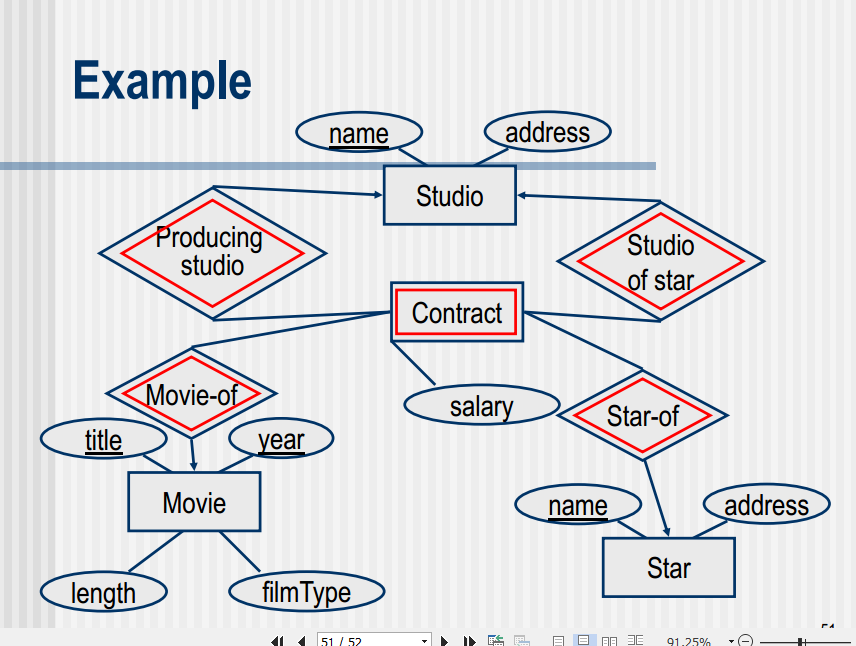 Example
name
address
Studio
Producing
studio
Studio
of star
Contract
Movie-of
salary
Star-of
title
year
Movie
name
address
Star
length
filmType
51
51 / 52
91.25%